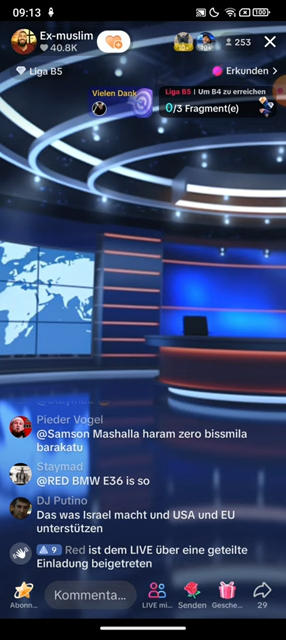 09:13
100
Ex-muslim
40.8K
253
Liga B5
Erkunden >
Vielen Dank
Liga B5 | Um B4 zu erreichen
0/3 Fragment(e)
Pieder Vogel
@Samson Mashalla haram zero bissmila
barakatu
Staymad
@RED BMW E36 is so
DJ Putino
Das was Israel macht und USA und EU
unterstützen
9 Red ist dem LIVE über eine geteilte
Einladung beigetreten
Abonn...
Kommenta...
LIVE mi...
Senden
Gesche...
29